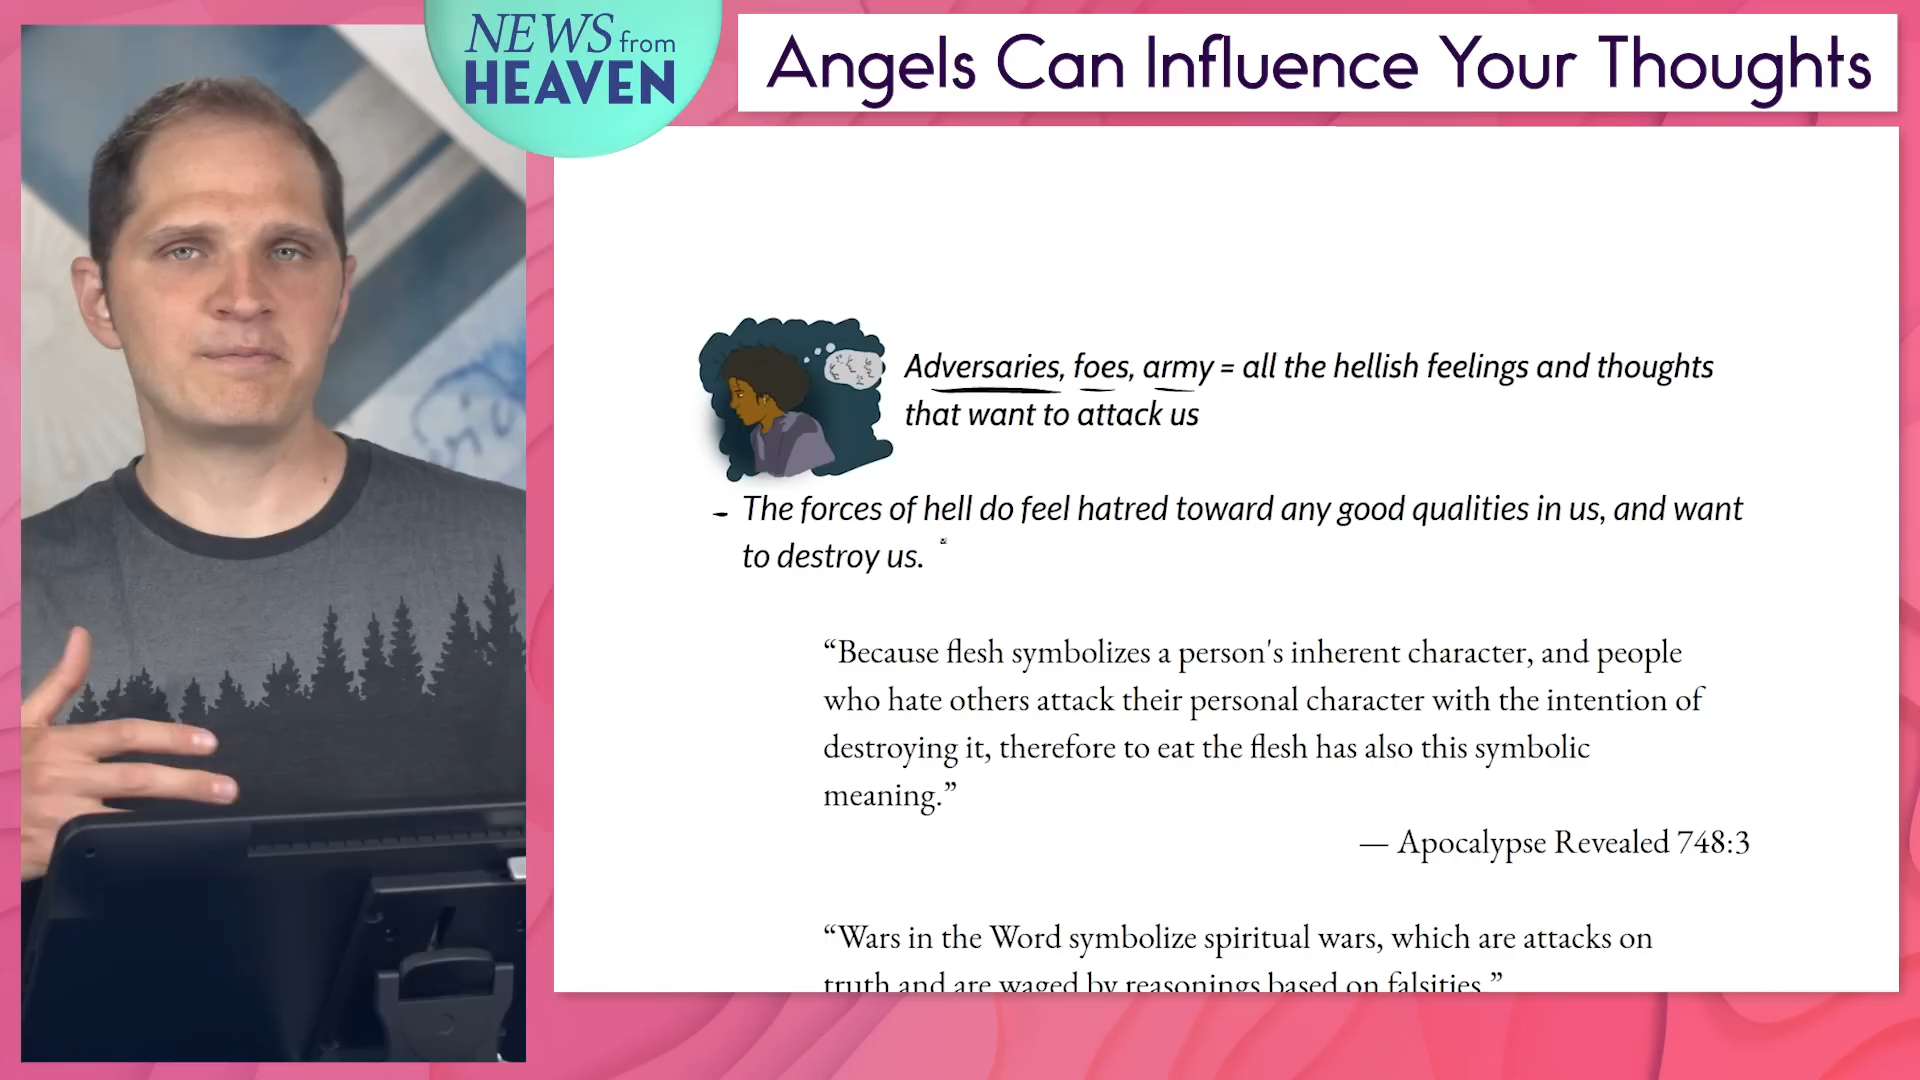 NEWS from
HEAVEN
Angels Can Influence Your Thoughts
Adversaries, foes, army = all the hellish feelings and thoughts
that want to attack us
- The forces of hell do feel hatred toward any good qualities in us, and want
to destroy us.
“Because flesh symbolizes a person's inherent character, and people
who hate others attack their personal character with the intention of
destroying it, therefore to eat the flesh has also this symbolic
meaning.”
— Apocalypse Revealed 748:3
“Wars in the Word symbolize spiritual wars, which are attacks on
truth and are waged by reasonings based on falsities.”